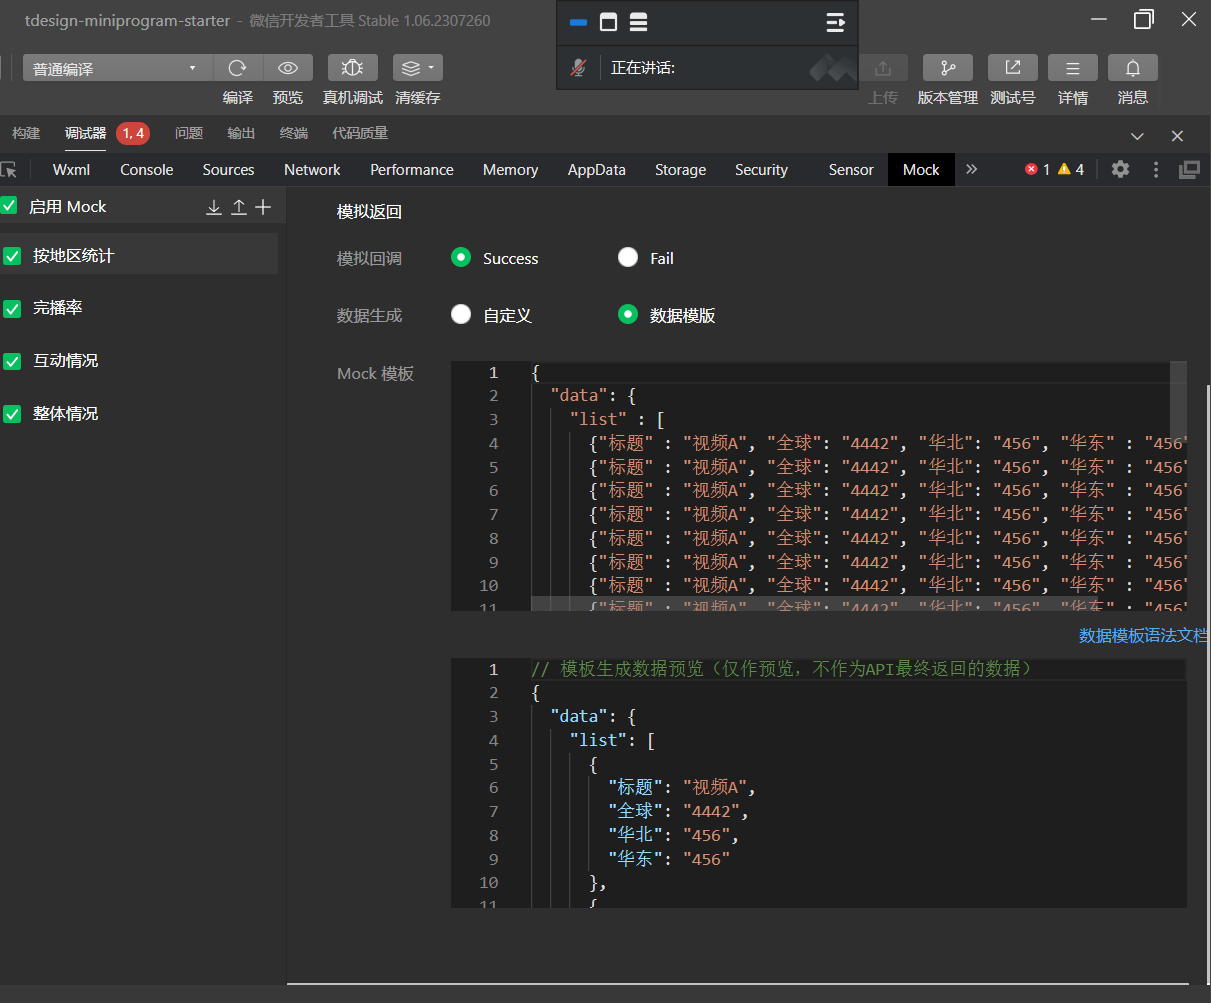 tdesign-miniprogram-starter - 微信开发者工具 Stable 1.06.2307260
正在讲话:
普通编译
编译 预览 真机调试 清缓存 上传 版本管理 测试号 详情 消息
构建 调试器 1, 4 问题 输出 终端 代码质量
Wxml Console Sources Network Performance Memory AppData Storage Security Sensor Mock 1 4
启用 Mock
按地区统计
完播率
互动情况
整体情况
模拟返回
模拟回调 Success Fail
数据生成 自定义 数据模版
Mock 模板
1 {
2 "data": {
3 "list" : [
4 {"标题" : "视频A", "全球": "4442", "华北": "456", "华东" : "456"
5 {"标题" : "视频A", "全球": "4442", "华北": "456", "华东" : "456"
6 {"标题" : "视频A", "全球": "4442", "华北": "456", "华东" : "456"
7 {"标题" : "视频A", "全球": "4442", "华北": "456", "华东" : "456"
8 {"标题" : "视频A", "全球": "4442", "华北": "456", "华东" : "456"
9 {"标题" : "视频A", "全球": "4442", "华北": "456", "华东" : "456"
10 {"标题" : "视频A", "全球": "4442", "华北": "456", "华东" : "456"
11 {"标题" : "视频A", "全球": "4442", "华北": "456", "华东" : "456"
数据模板语法文档
1 // 模板生成数据预览（仅作预览，不作为API最终返回的数据）
2 {
3 "data": {
4 "list": [
5 {
6 "标题": "视频A",
7 "全球": "4442",
8 "华北": "456",
9 "华东": "456"
10 },
11 {